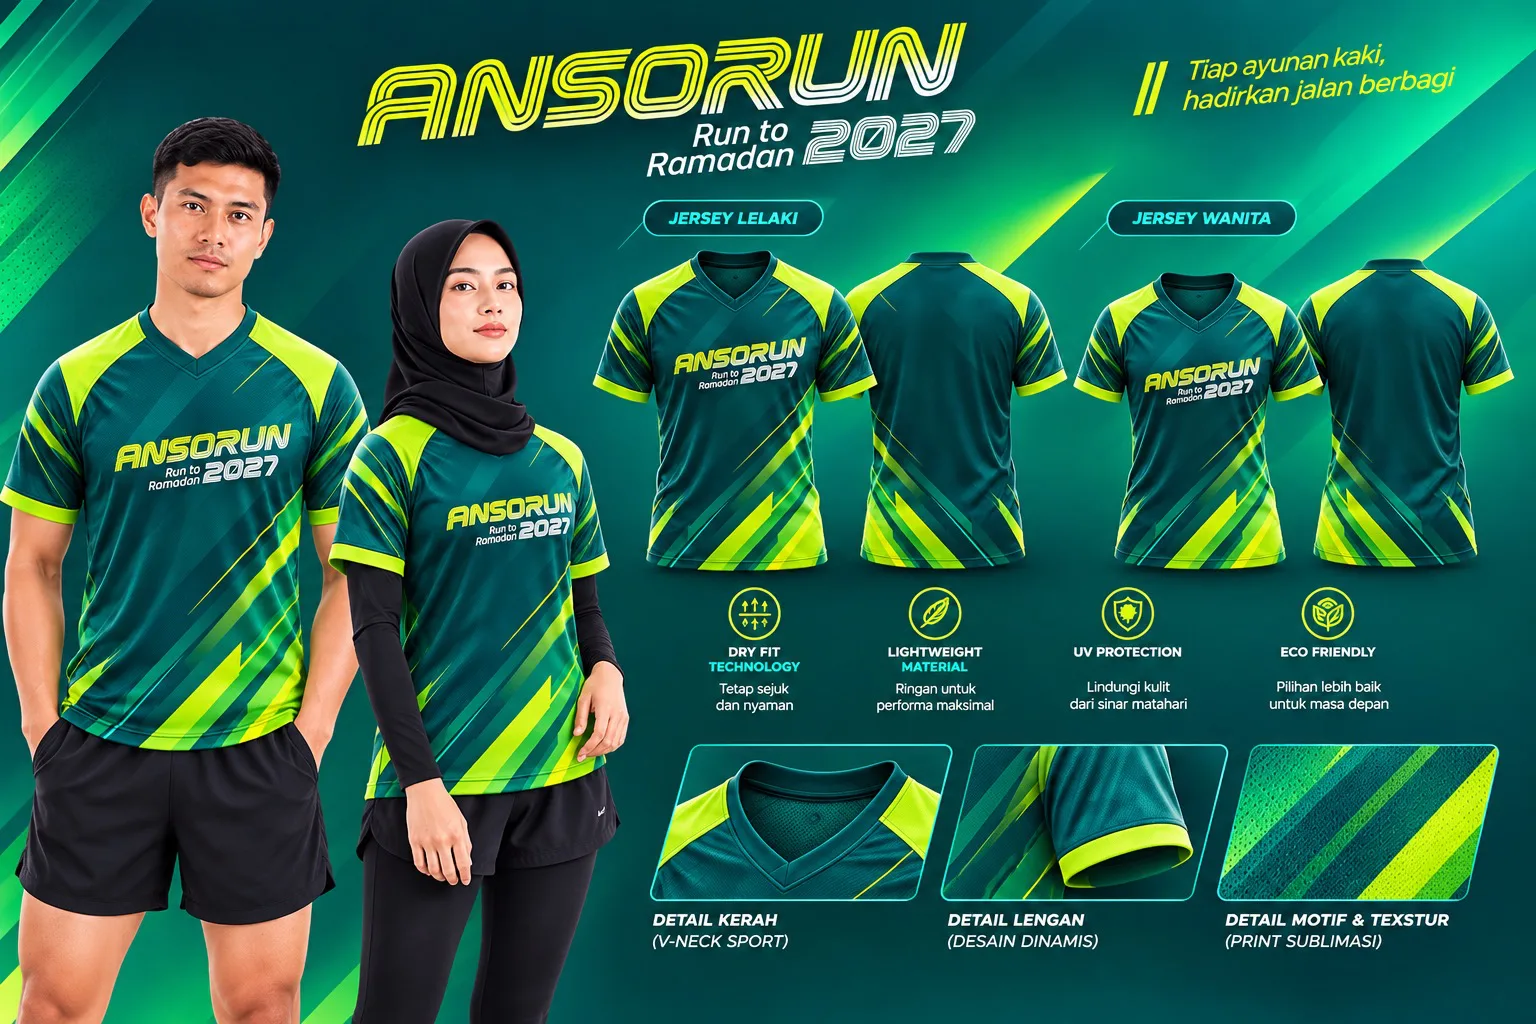 ANSORUN
Run to
Ramadan 2027
Tiap ayunan kaki,
hadirkan jalan berbagi
JERSEY LELAKI
JERSEY WANITA
ANSORUN
Run to
Ramadan 2027
ANSORUN
Run to
Ramadan 2027
ANSORUN
Run to
Ramadan 2027
ANSORUN
Run to
Ramadan 2027
DRY FIT
TECHNOLOGY
Tetap sejuk
dan nyaman
LIGHTWEIGHT
MATERIAL
Ringan untuk
performa maksimal
UV PROTECTION
Lindungi kulit
dari sinar matahari
ECO FRIENDLY
Pilihan lebih baik
untuk masa depan
DETAIL KERAH
(V-NECK SPORT)
DETAIL LENGAN
(DESAIN DINAMIS)
DETAIL MOTIF & TEXSTUR
(PRINT SUBLIMASI)